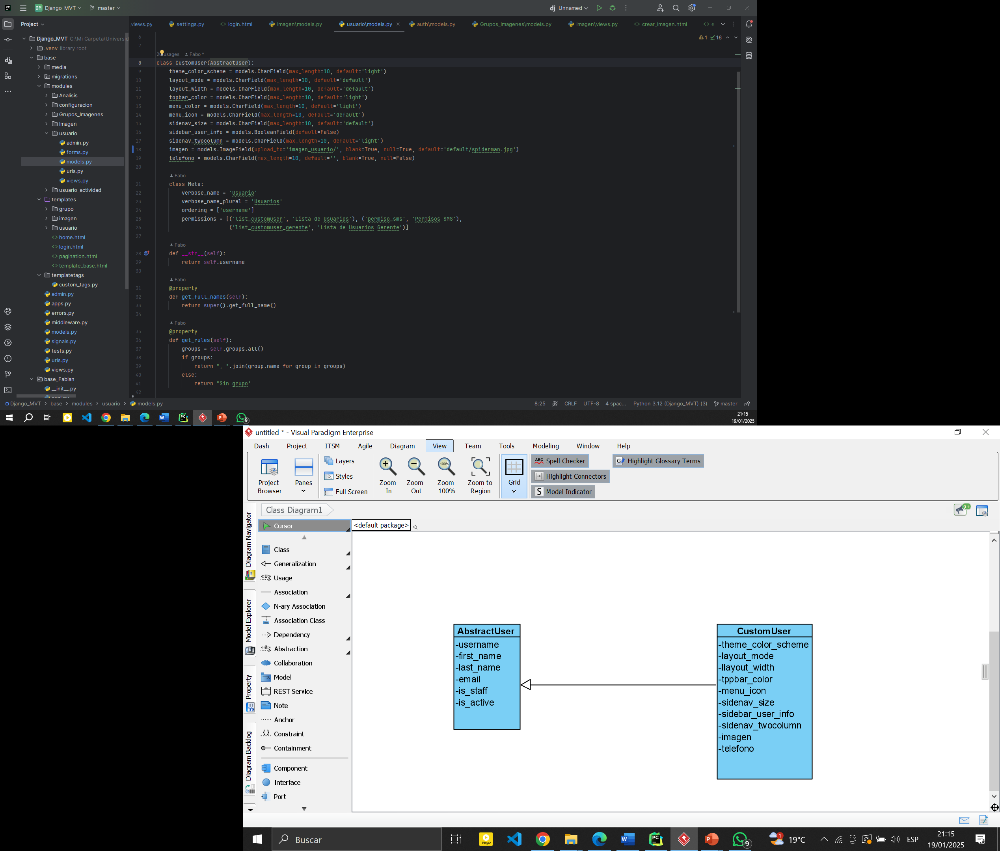 PC
DM Django_MVT
master
dj Unnamed
Project
views.py
settings.py
<> login.html
Imagen\models.py
usuario\models.py
auth\models.py
Grupos_Imagenes\models.py
Imagen\views.py
<> crear_imagen.html
<> e
Django_MVT C:\Mi Carpeta\Universid
.venv library root
base
media
migrations
modules
Analisis
configuracion
Grupos_Imagenes
Imagen
usuario
admin.py
forms.py
models.py
urls.py
views.py
usuario_actividad
templates
grupo
imagen
usuario
<> home.html
<> login.html
<> pagination.html
<> template_base.html
templatetags
custom_tags.py
admin.py
apps.py
errors.py
middleware.py
models.py
signals.py
tests.py
urls.py
views.py
base_Fabian
__init__.py
1 16
6
7
usages Fabo *
8 class CustomUser(AbstractUser):
9 theme_color_scheme = models.CharField(max_length=10, default='light')
10 layout_mode = models.CharField(max_length=10, default='default')
11 layout_width = models.CharField(max_length=10, default='default')
12 topbar_color = models.CharField(max_length=10, default='light')
13 menu_color = models.CharField(max_length=10, default='light')
14 menu_icon = models.CharField(max_length=10, default='default')
15 sidenav_size = models.CharField(max_length=10, default='default')
16 sidebar_user_info = models.BooleanField(default=False)
17 sidenav_twocolumn = models.CharField(max_length=10, default='light')
18 imagen = models.ImageField(upload_to='imagen_usuario/', blank=True, null=True, default='default/spiderman.jpg')
19 telefono = models.CharField(max_length=10, default='', blank=True, null=False)
20
Fabo
21 class Meta:
22 verbose_name = 'Usuario'
23 verbose_name_plural = 'Usuarios'
24 ordering = ['username']
25 permissions = [('list_customuser', 'Lista de Usuarios'), ('permiso_sms', 'Permisos SMS'),
26 ('list_customuser_gerente', 'Lista de Usuarios Gerente')]
27
Fabo
28 def __str__(self):
29 return self.username
30
Fabo
31 @property
32 def get_full_names(self):
33 return super().get_full_name()
34
Fabo
35 @property
36 def get_rules(self):
37 groups = self.groups.all()
38 if groups:
39 return ", ".join(group.name for group in groups)
40 else:
41 return "Sin grupo"
42
Django_MVT > base > modules > usuario > models.py
8:25 CRLF UTF-8 4 spac... Python 3.12 (Django_MVT) (3) master
9
21:15
19/01/2025
untitled * - Visual Paradigm Enterprise
Dash Project ITSM Agile Diagram View Team Tools Modeling Window Help
Project Browser
Panes
Layers
Styles
Full Screen
Zoom In
Zoom Out
100%
Zoom 100%
Zoom to Region
Grid
ABC Spell Checker
Highlight Connectors
S Model Indicator
G Highlight Glossary Terms
Class Diagram1
9+
Diagram Navigator
Model Explorer
Property
Diagram Backlog
Cursor
<default package>
Class
Generalization
«U» Usage
Association
N-ary Association
Association Class
Dependency
«a» Abstraction
Collaboration
Model
REST Service
Note
Anchor
{} Constraint
Containment
Component
Interface
Port
AbstractUser
-username
-first_name
-last_name
-email
-is_staff
-is_active
CustomUser
-theme_color_scheme
-layout_mode
-llayout_width
-tppbar_color
-menu_icon
-sidenav_size
-sidebar_user_info
-sidenav_twocolumn
-imagen
-telefono
Buscar
Player
9
1
19°C
ESP
21:15
19/01/2025